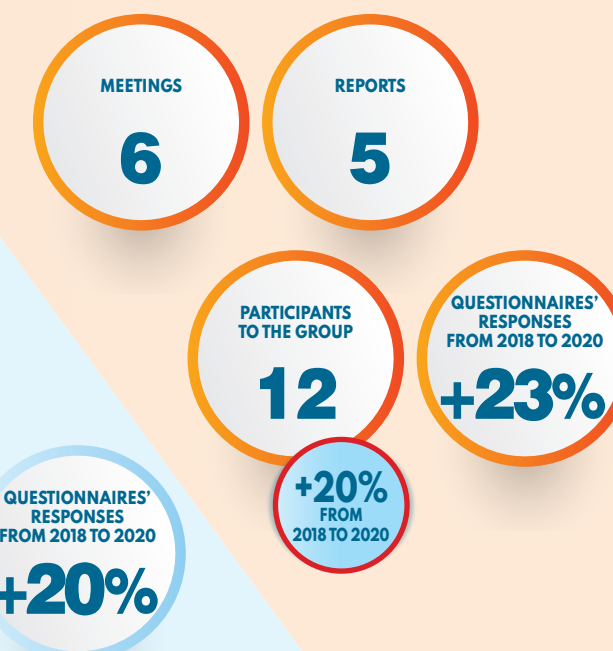 MEETINGS
6
REPORTS
5
PARTICIPANTS
TO THE GROUP
12
+20%
FROM
2018 TO 2020
QUESTIONNAIRES'
RESPONSES
FROM 2018 TO 2020
+23%
QUESTIONNAIRES'
RESPONSES
FROM 2018 TO 2020
+20%